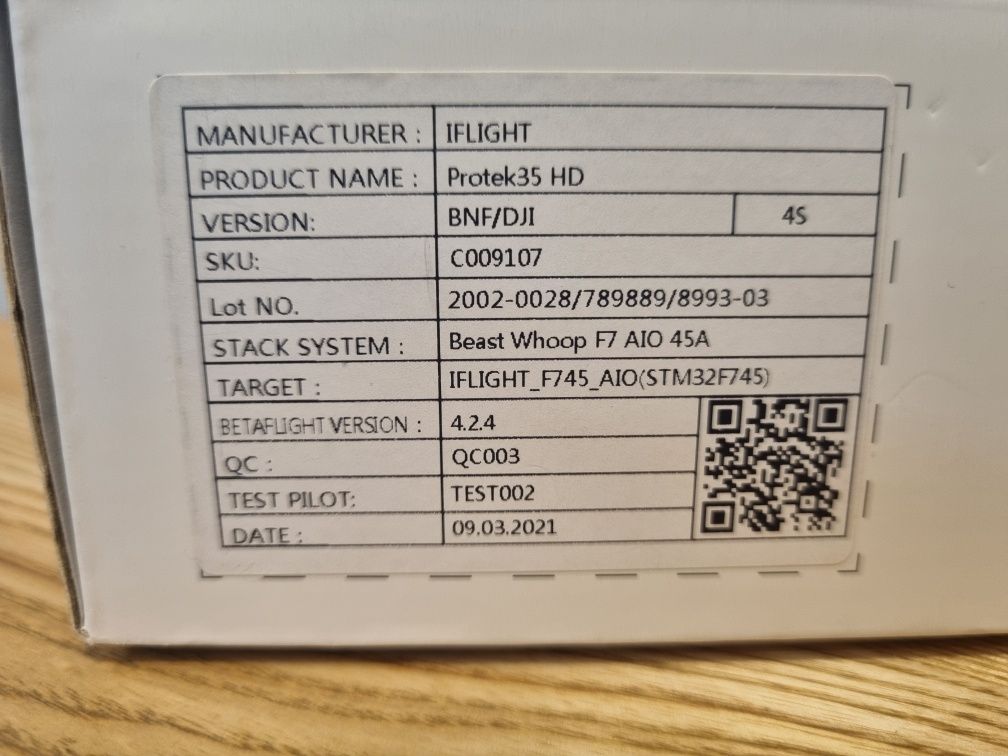 MANUFACTURER : IFLIGHT
PRODUCT NAME : Protek35 HD
VERSION: BNF/DJI 4S
SKU: C009107
Lot NO. 2002-0028/789889/8993-03
STACK SYSTEM : Beast Whoop F7 AIO 45A
TARGET : IFLIGHT_F745_AIO(STM32F745)
BETAFLIGHT VERSION : 4.2.4
QC : QC003
TEST PILOT: TEST002
DATE : 09.03.2021